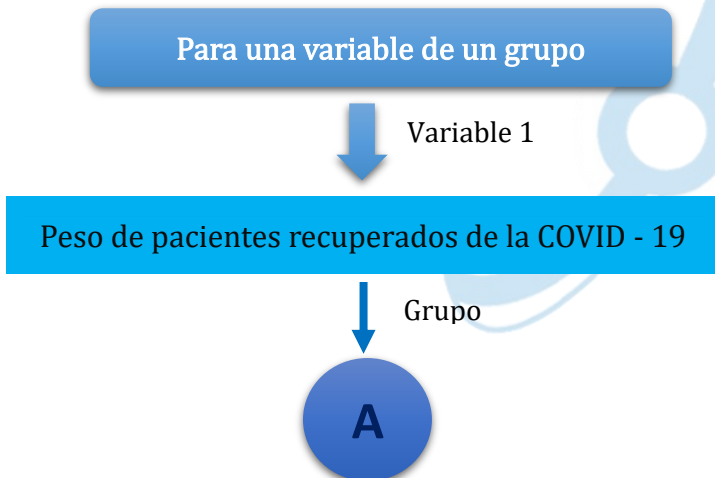 Para una variable de un grupo
Variable 1
Peso de pacientes recuperados de la COVID - 19
Grupo
A